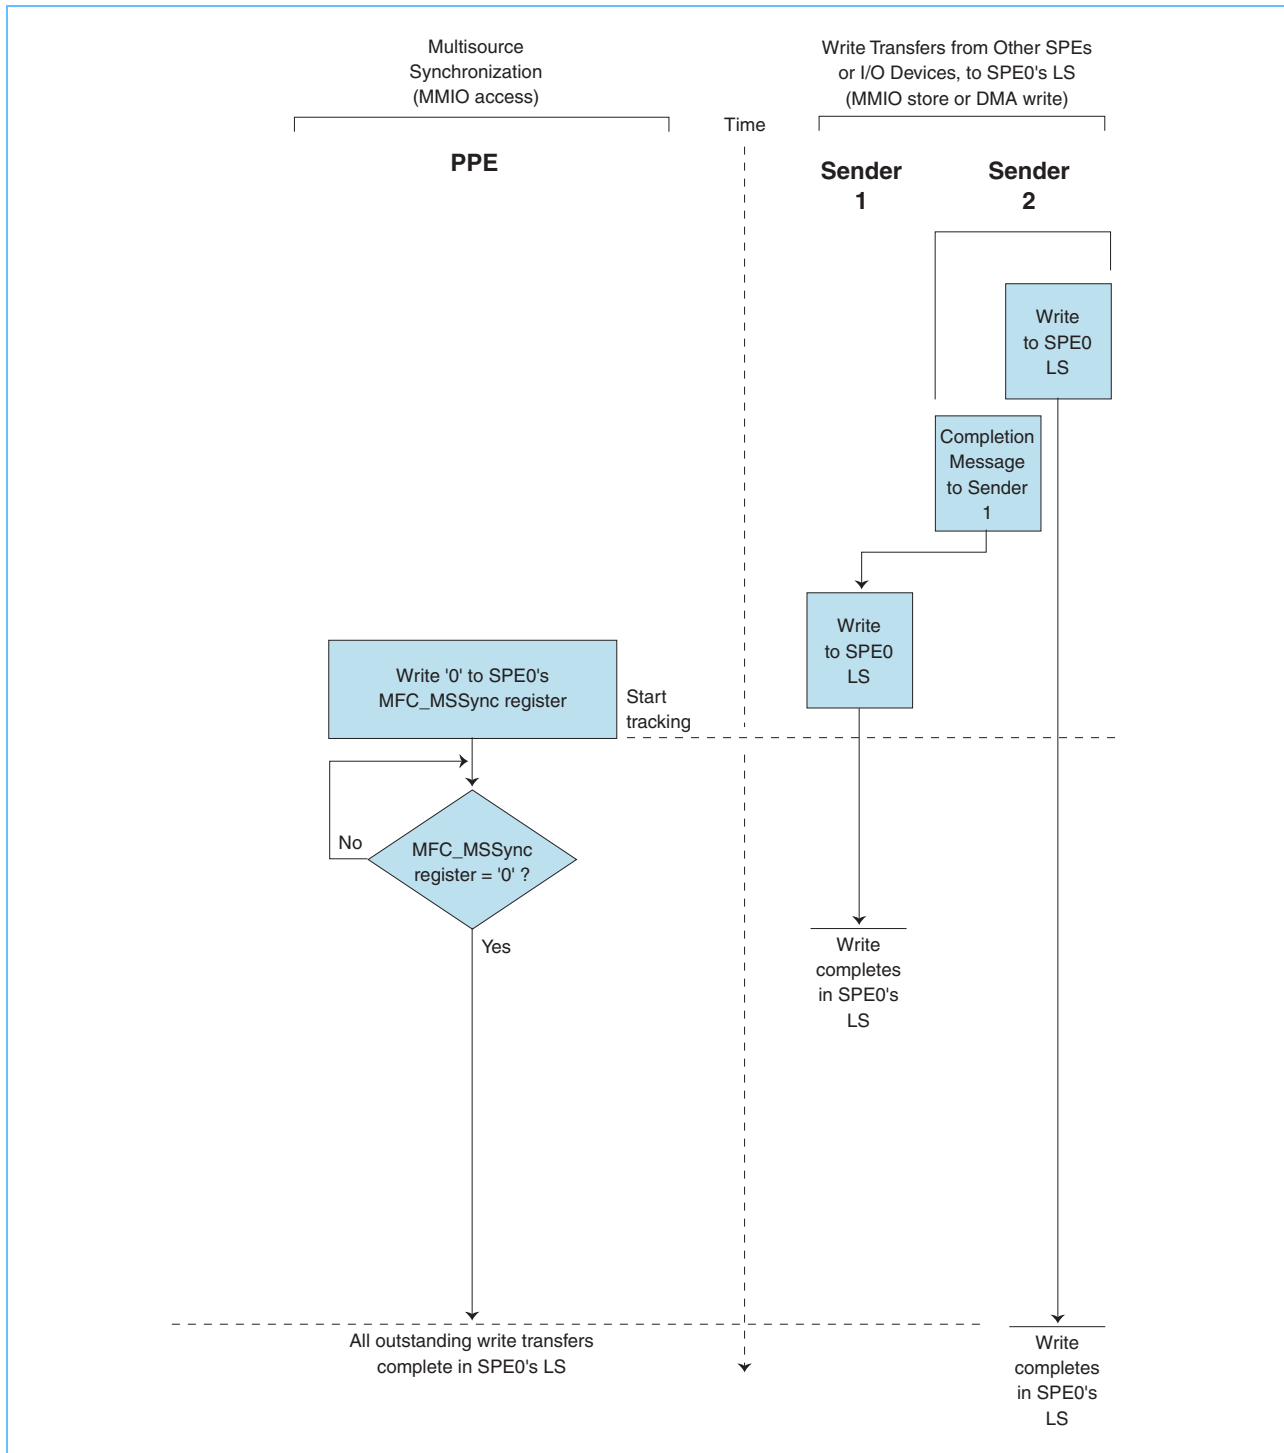 Multisource
Synchronization
(MMIO access)
Write Transfers from Other SPEs
or I/O Devices, to SPE0's LS
(MMIO store or DMA write)
Time
PPE
Sender
1
Sender
2
Write
to SPE0
LS
Completion
Message
to Sender
1
Write
to SPE0
LS
Write '0' to SPE0's
MFC_MSSync register
Start
tracking
No
MFC_MSSync
register = '0' ?
Yes
Write
completes
in SPE0's
LS
All outstanding write transfers
complete in SPE0's LS
Write
completes
in SPE0's
LS